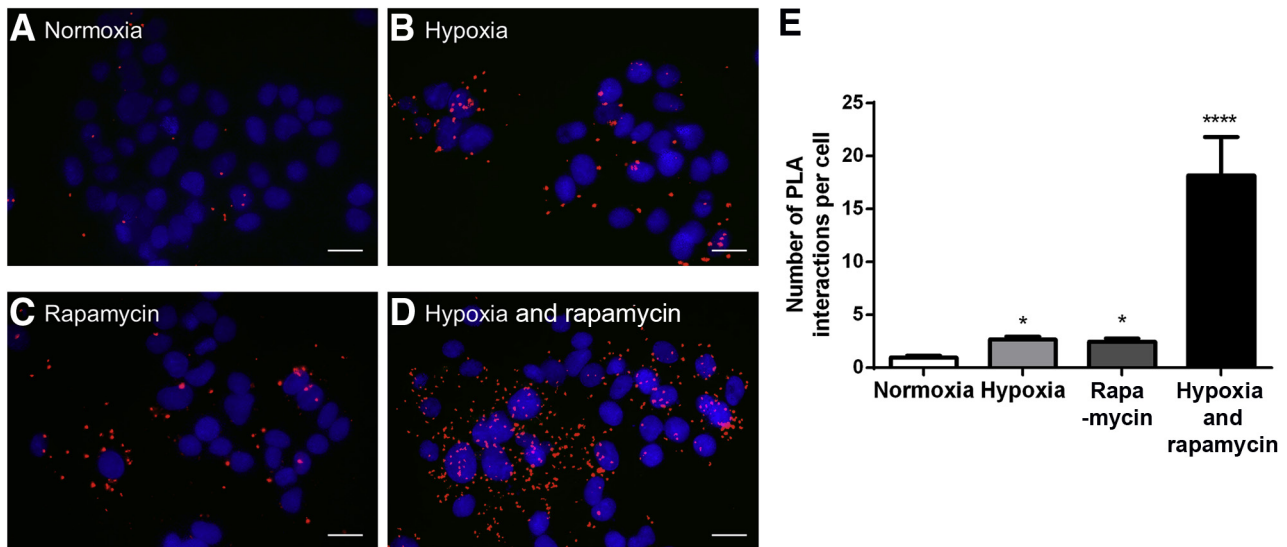 A Normoxia
B Hypoxia
C Rapamycin
D Hypoxia and rapamycin
E
Number of PLA
interactions per cell
25
20
15
10
5
0
*
*
****
Normoxia
Hypoxia
Rapa
-mycin
Hypoxia
and
rapamycin